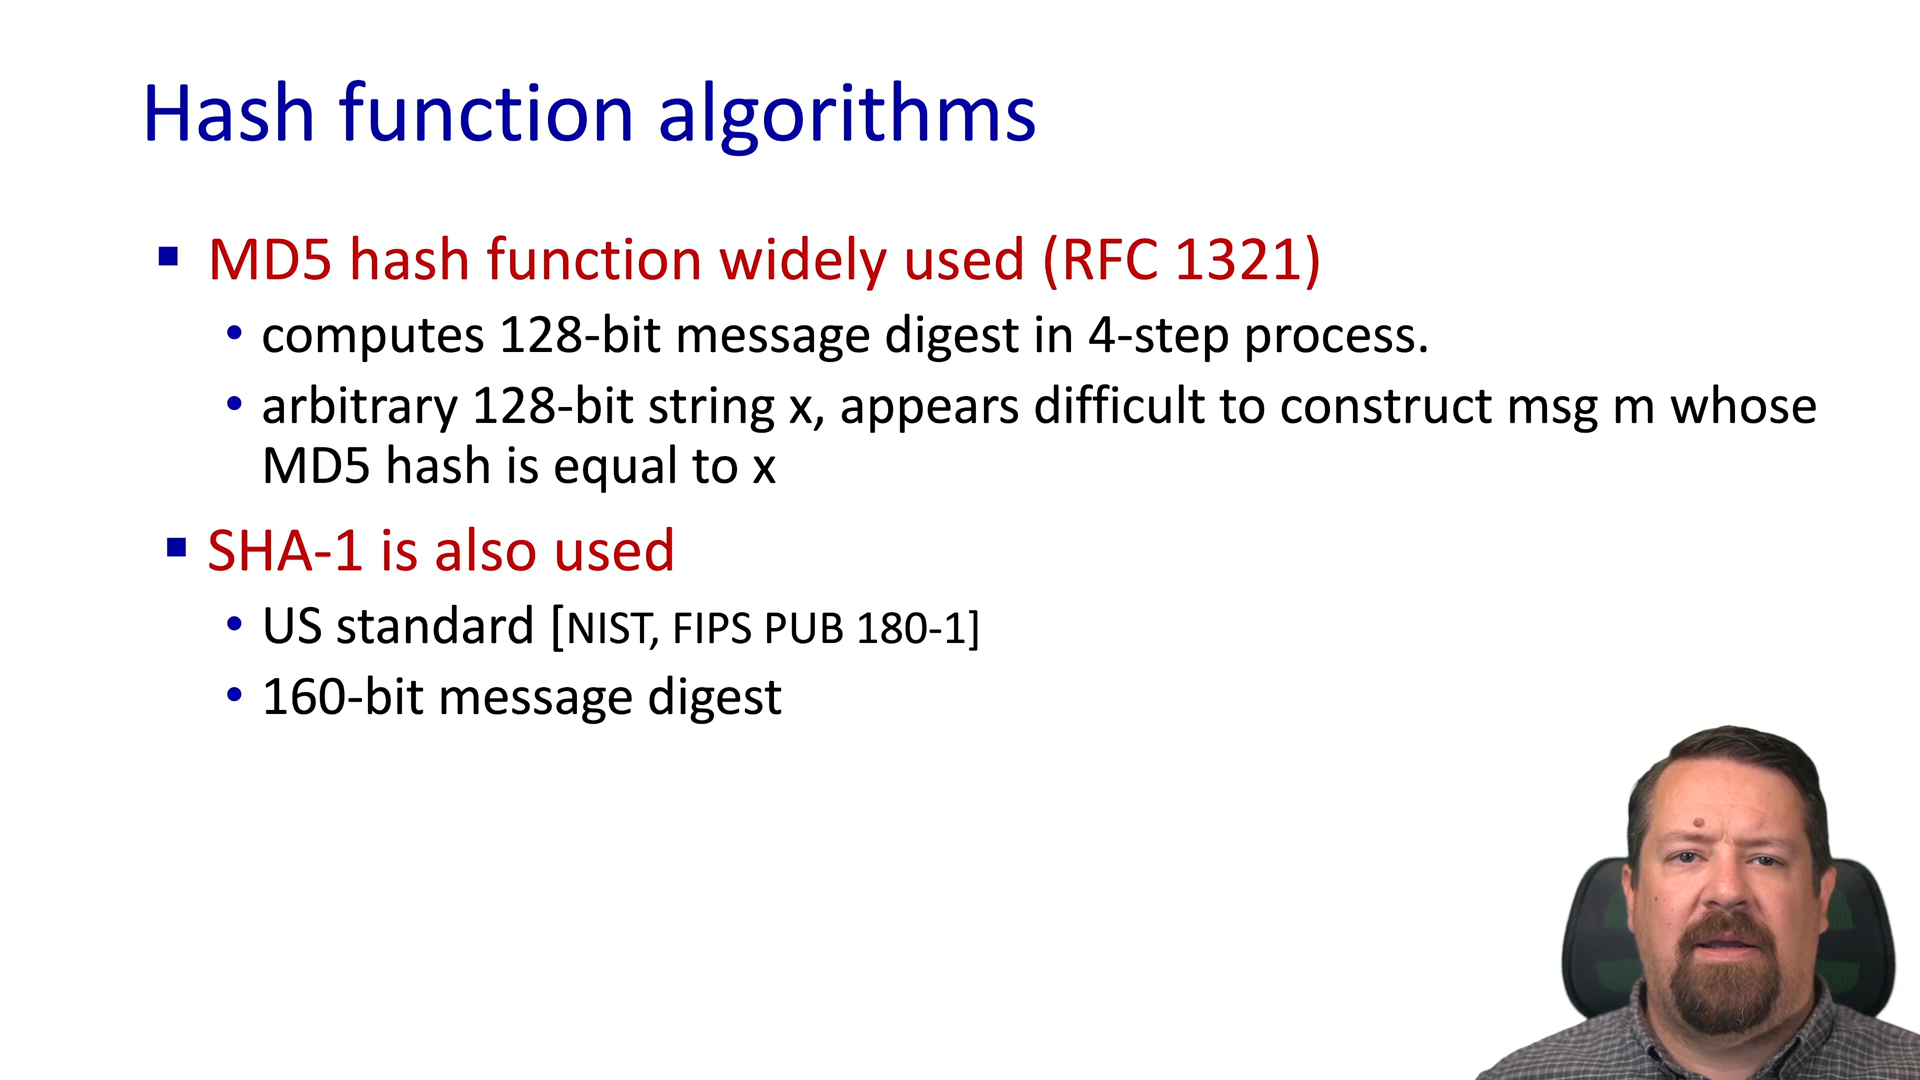 Hash function algorithms
MD5 hash function widely used (RFC 1321)
computes 128-bit message digest in 4-step process.
arbitrary 128-bit string x, appears difficult to construct msg m whose
MD5 hash is equal to x
SHA-1 is also used
US standard [NIST, FIPS PUB 180-1]
160-bit message digest